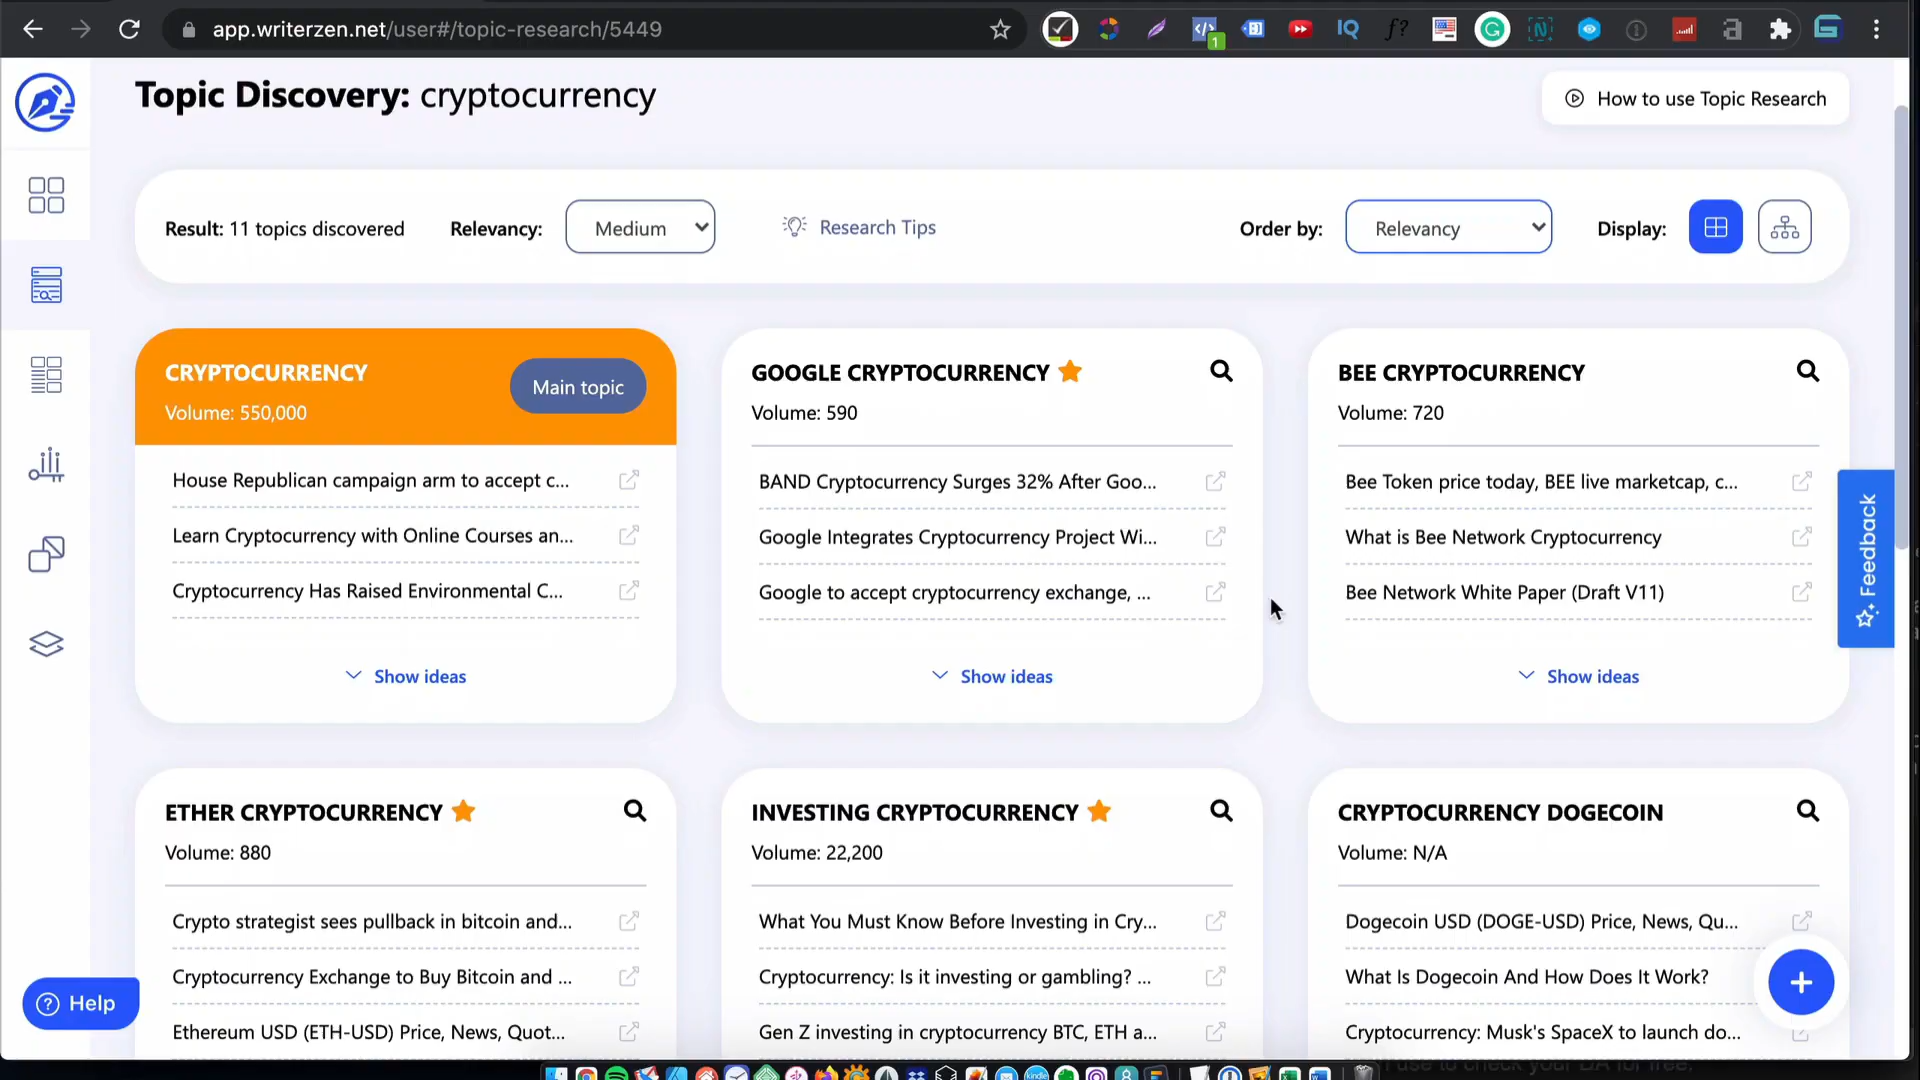 app.writerzen.net/user#/topic-research/5449
Topic Discovery: cryptocurrency
How to use Topic Research
Result: 11 topics discovered
Relevancy:
Medium
Research Tips
Order by:
Relevancy
Display:
CRYPTOCURRENCY
Volume: 550,000
Main topic
House Republican campaign arm to accept c...
Learn Cryptocurrency with Online Courses an...
Cryptocurrency Has Raised Environmental C...
Show ideas
GOOGLE CRYPTOCURRENCY
Volume: 590
BAND Cryptocurrency Surges 32% After Goo...
Google Integrates Cryptocurrency Project Wi...
Google to accept cryptocurrency exchange, ...
Show ideas
BEE CRYPTOCURRENCY
Volume: 720
Bee Token price today, BEE live marketcap, c...
What is Bee Network Cryptocurrency
Bee Network White Paper (Draft V11)
Show ideas
Feedback
ETHER CRYPTOCURRENCY
Volume: 880
Crypto strategist sees pullback in bitcoin and...
Cryptocurrency Exchange to Buy Bitcoin and ...
Ethereum USD (ETH-USD) Price, News, Quot...
INVESTING CRYPTOCURRENCY
Volume: 22,200
What You Must Know Before Investing in Cry...
Cryptocurrency: Is it investing or gambling? ...
Gen Z investing in cryptocurrency BTC, ETH a...
CRYPTOCURRENCY DOGECOIN
Volume: N/A
Dogecoin USD (DOGE-USD) Price, News, Qu...
What Is Dogecoin And How Does It Work?
Cryptocurrency: Musk's SpaceX to launch do...
Help